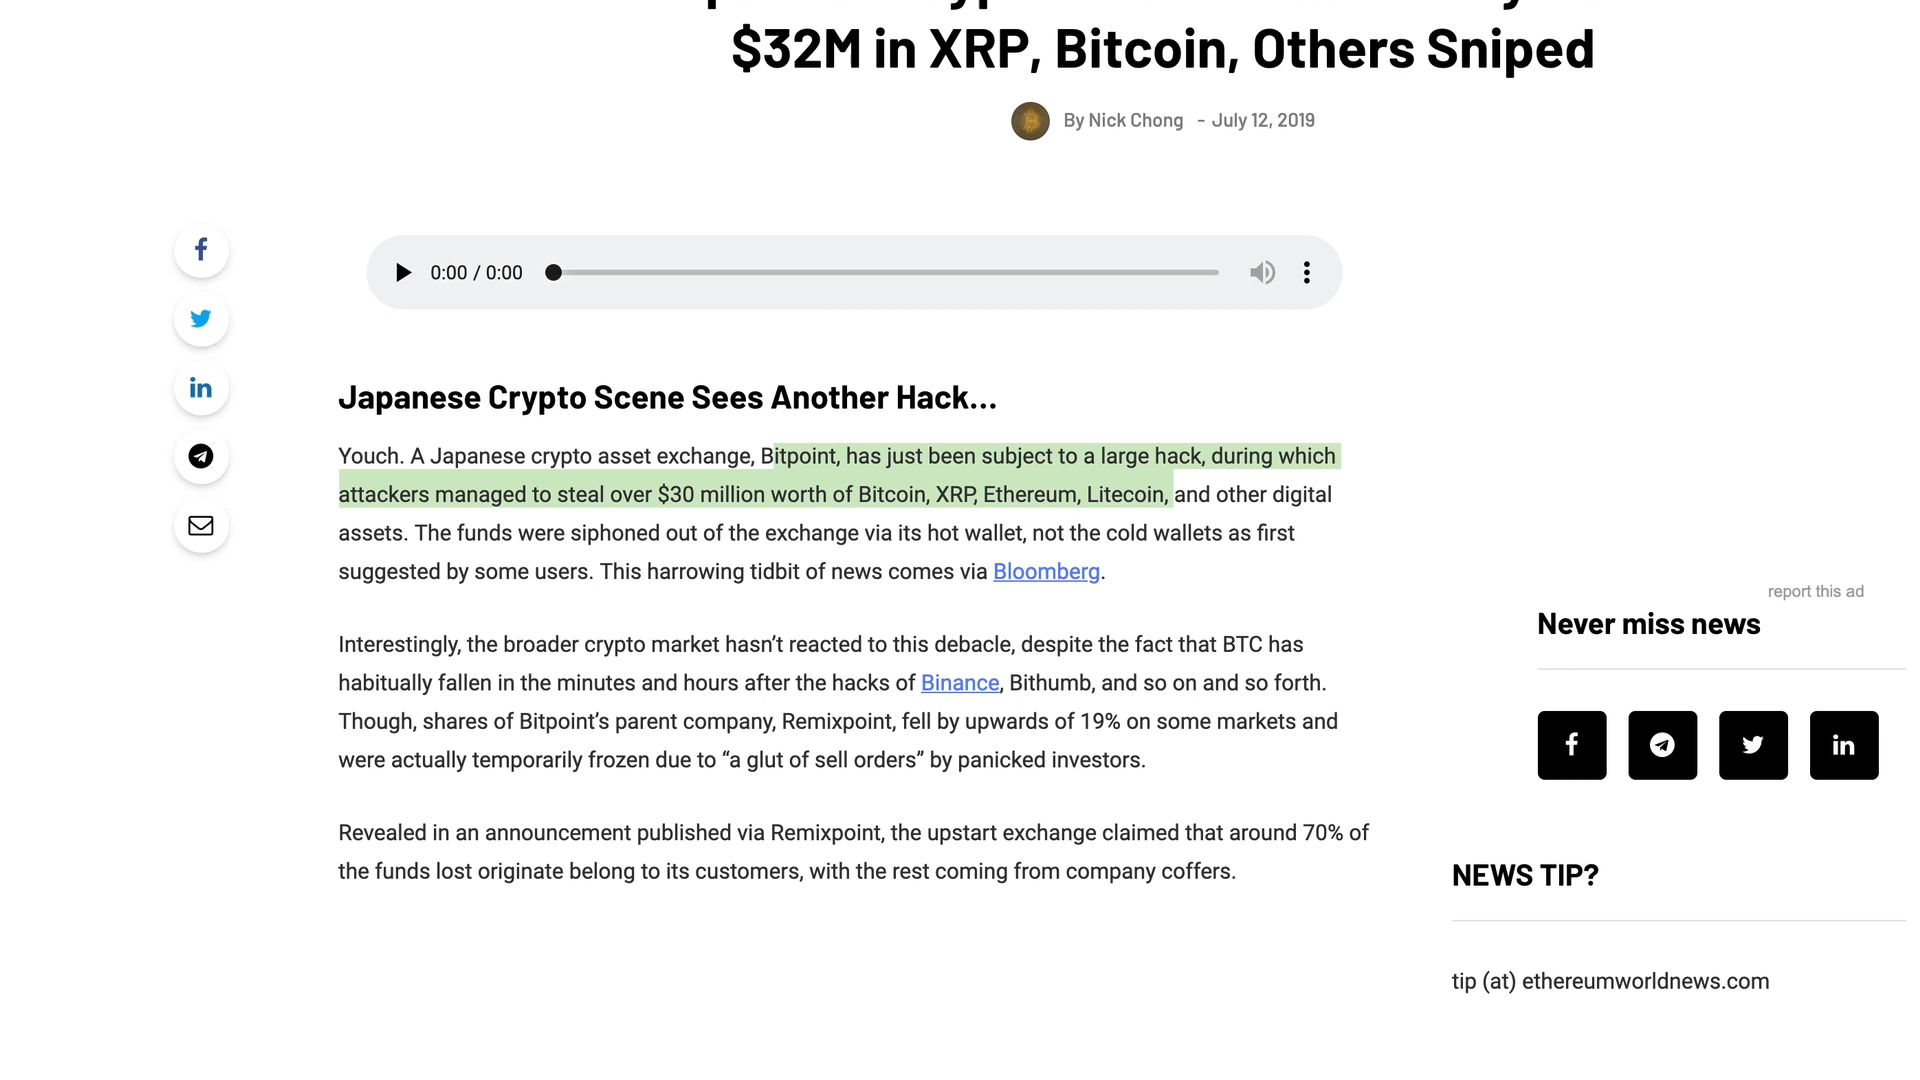 $32M in XRP, Bitcoin, Others Sniped
By Nick Chong - July 12, 2019
0:00 / 0:00
Japanese Crypto Scene Sees Another Hack...
Youch. A Japanese crypto asset exchange, Bitpoint, has just been subject to a large hack, during which
attackers managed to steal over $30 million worth of Bitcoin, XRP, Ethereum, Litecoin, and other digital
assets. The funds were siphoned out of the exchange via its hot wallet, not the cold wallets as first
suggested by some users. This harrowing tidbit of news comes via Bloomberg.
Interestingly, the broader crypto market hasn’t reacted to this debacle, despite the fact that BTC has
habitually fallen in the minutes and hours after the hacks of Binance, Bithumb, and so on and so forth.
Though, shares of Bitpoint’s parent company, Remixpoint, fell by upwards of 19% on some markets and
were actually temporarily frozen due to “a glut of sell orders” by panicked investors.
Revealed in an announcement published via Remixpoint, the upstart exchange claimed that around 70% of
the funds lost originate belong to its customers, with the rest coming from company coffers.
report this ad
Never miss news
NEWS TIP?
tip (at) ethereumworldnews.com